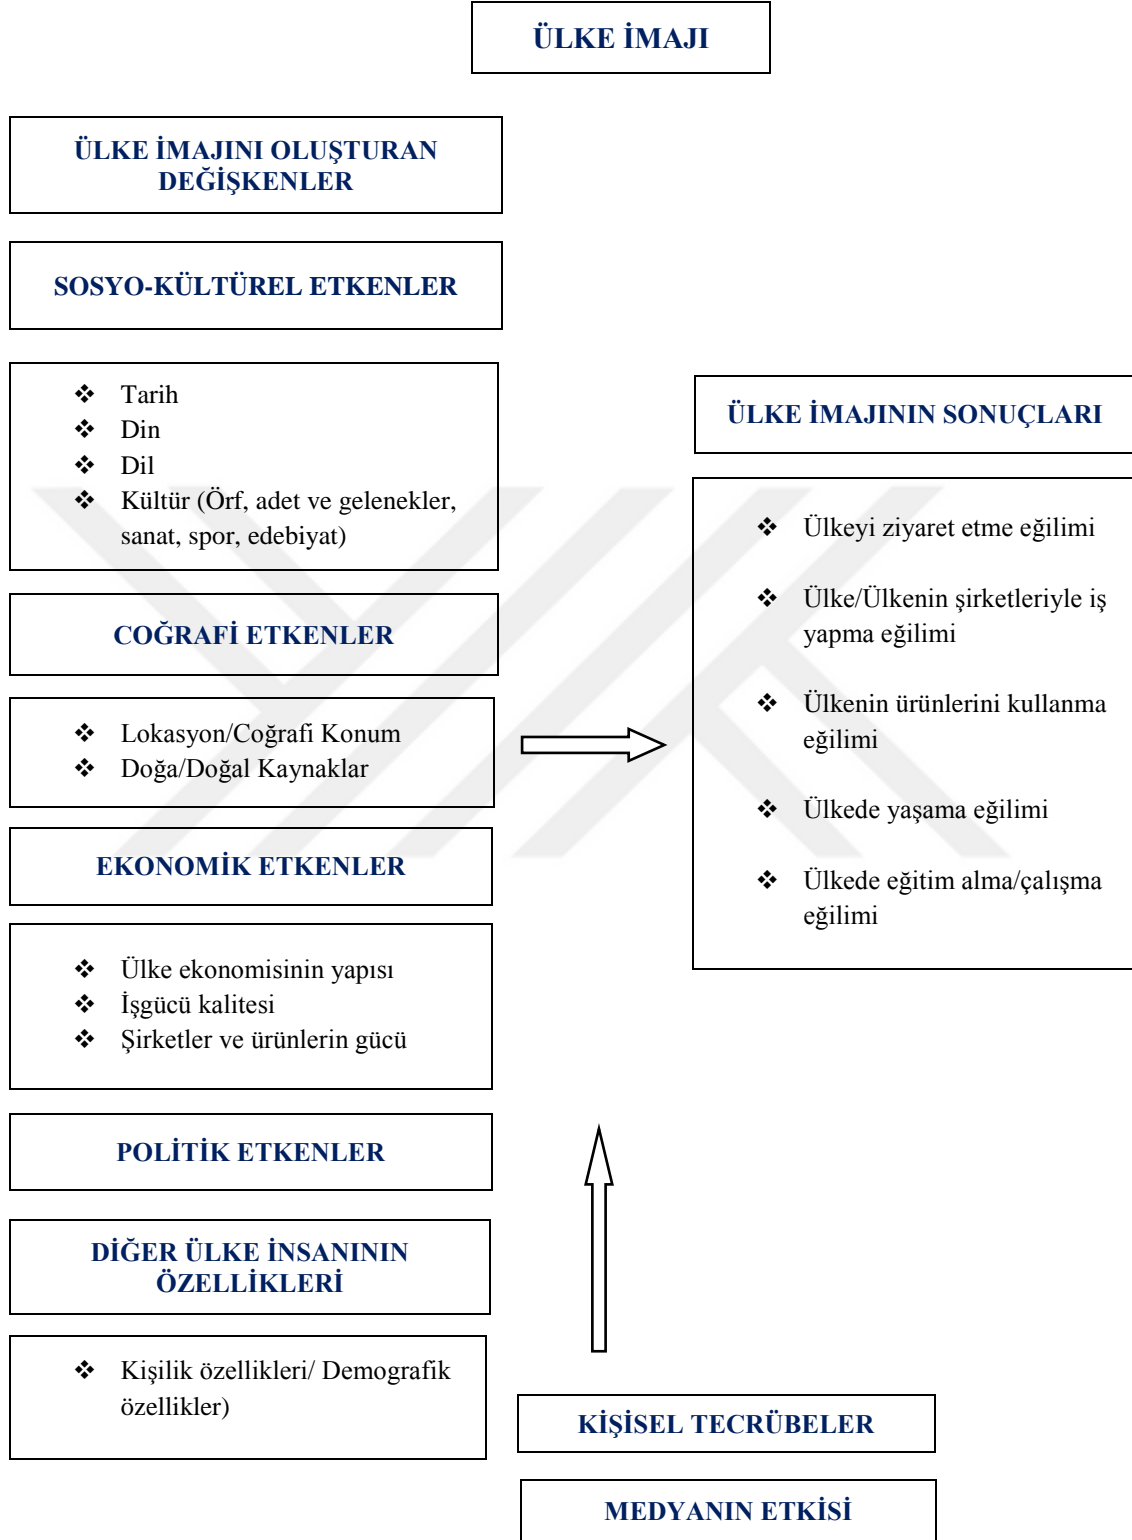 ÜLKE İMAJI
ÜLKE İMAJINI OLUŞTURAN
DEĞİŞKENLER
SOSYO-KÜLTÜREL ETKENLER
❖ Tarih
❖ Din
❖ Dil
❖ Kültür (Örf, adet ve gelenekler,
sanat, spor, edebiyat)
COĞRAFİ ETKENLER
❖ Lokasyon/Coğrafi Konum
❖ Doğa/Doğal Kaynaklar
EKONOMİK ETKENLER
❖ Ülke ekonomisinin yapısı
❖ İşgücü kalitesi
❖ Şirketler ve ürünlerin gücü
POLİTİK ETKENLER
DİĞER ÜLKE İNSANININ
ÖZELLİKLERİ
❖ Kişilik özellikleri/ Demografik
özellikler)
ÜLKE İMAJININ SONUÇLARI
❖ Ülkeyi ziyaret etme eğilimi
❖ Ülke/Ülkenin şirketleriyle iş
yapma eğilimi
❖ Ülkenin ürünlerini kullanma
eğilimi
❖ Ülkede yaşama eğilimi
❖ Ülkede eğitim alma/çalışma
eğilimi
KİŞİSEL TECRÜBELER
MEDYANIN ETKİSİ